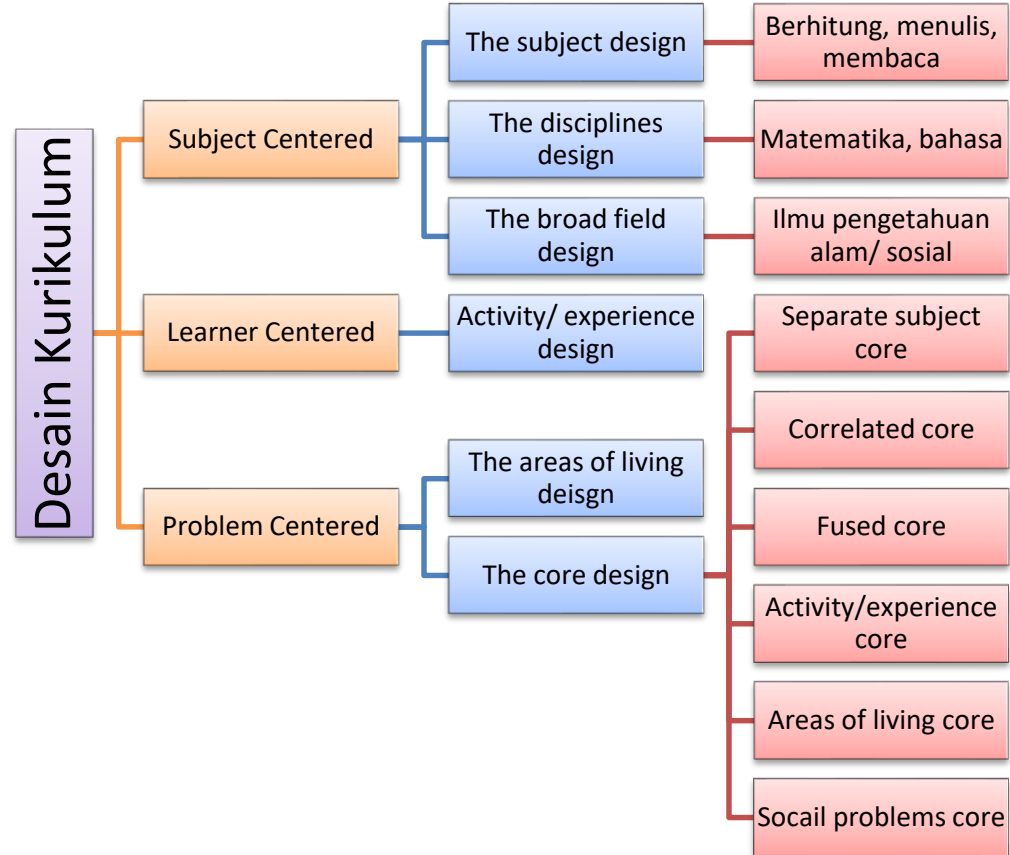 Desain Kurikulum
Subject Centered
The subject design
Berhitung, menulis,
membaca
The disciplines
design
Matematika, bahasa
The broad field
design
Ilmu pengetahuan
alam/ sosial
Learner Centered
Activity/ experience
design
Problem Centered
The areas of living
deisgn
The core design
Separate subject
core
Correlated core
Fused core
Activity/experience
core
Areas of living core
Socail problems core